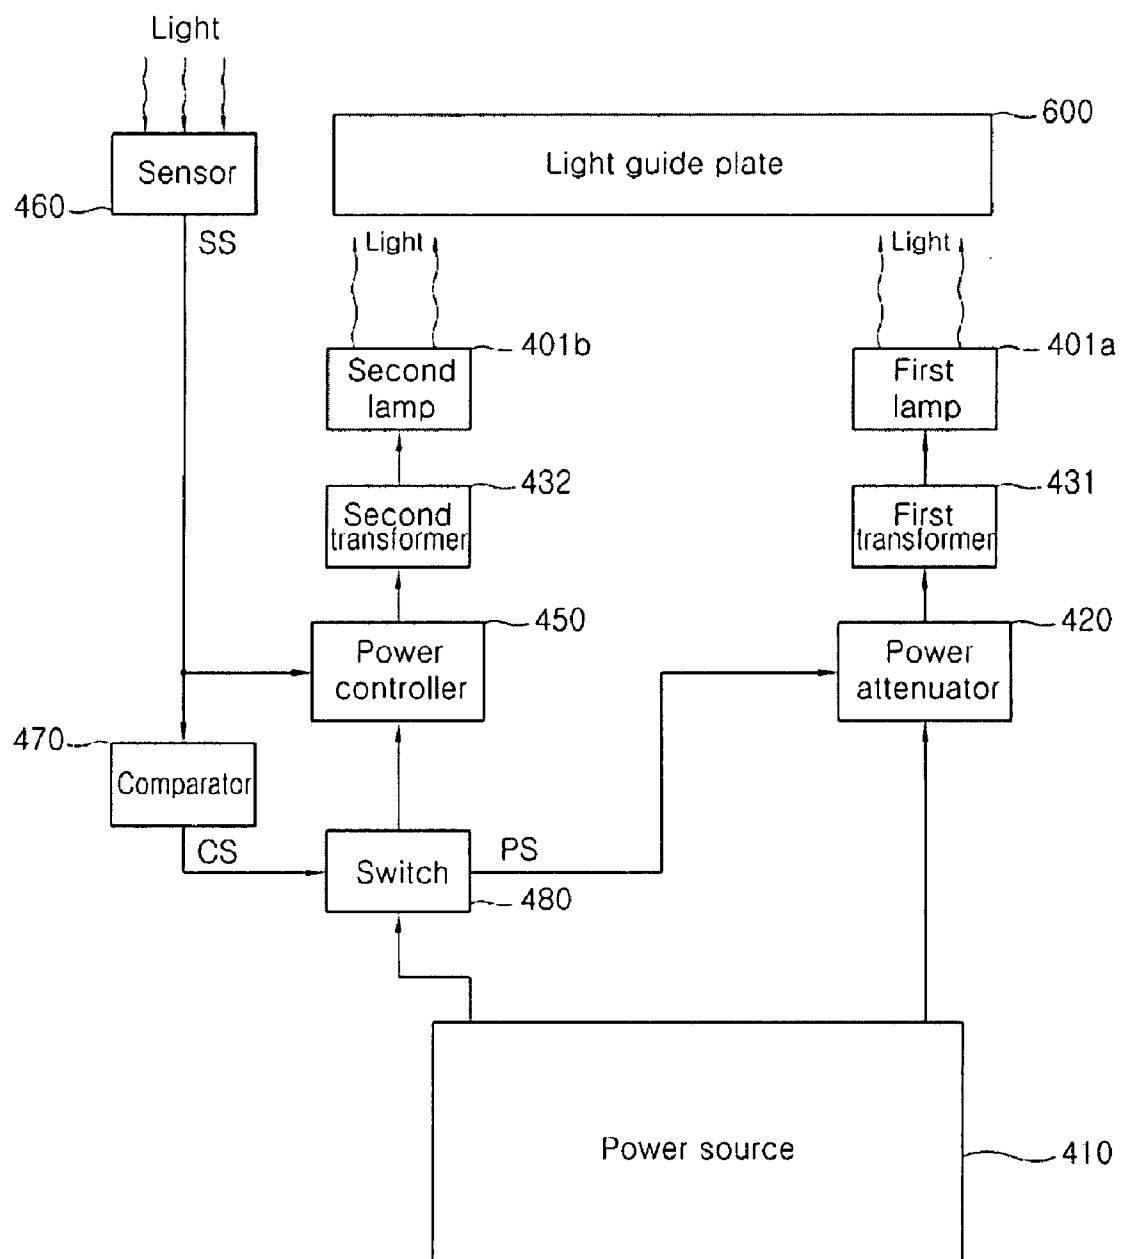 Light
600
Light guide plate
Sensor
460
SS
Light
Light
401b
401a
Second
lamp
First
lamp
432
431
Second
transformer
First
transformer
450
420
Power
controller
Power
attenuator
470
Comparator
CS
Switch
PS
480
Power source
410